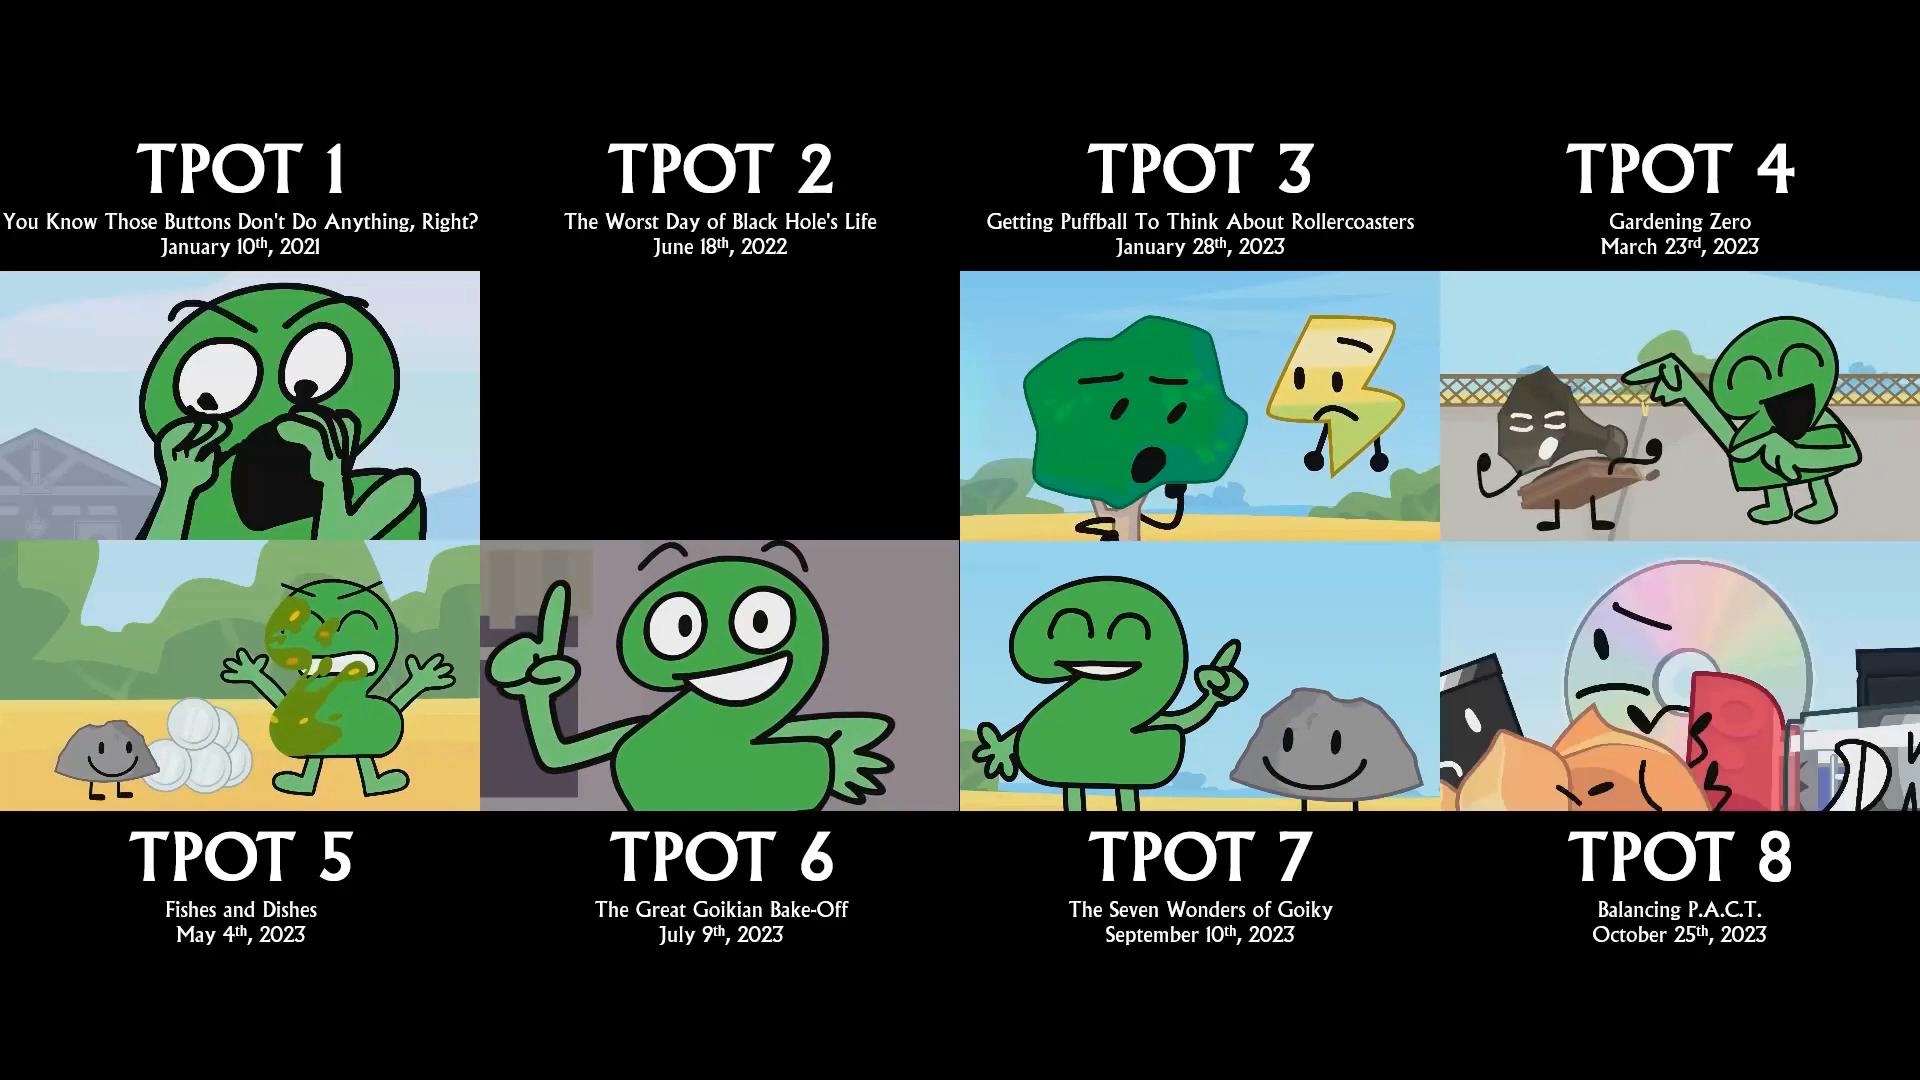 TPOT 1
You Know Those Buttons Don't Do Anything, Right?
January 10th, 2021
TPOT 2
The Worst Day of Black Hole's Life
June 18th, 2022
TPOT 3
Getting Puffball To Think About Rollercoasters
January 28th, 2023
TPOT 4
Gardening Zero
March 23rd, 2023
TPOT 5
Fishes and Dishes
May 4th, 2023
TPOT 6
The Great Goikian Bake-Off
July 9th, 2023
TPOT 7
The Seven Wonders of Goiky
September 10th, 2023
TPOT 8
Balancing P.A.C.T.
October 25th, 2023